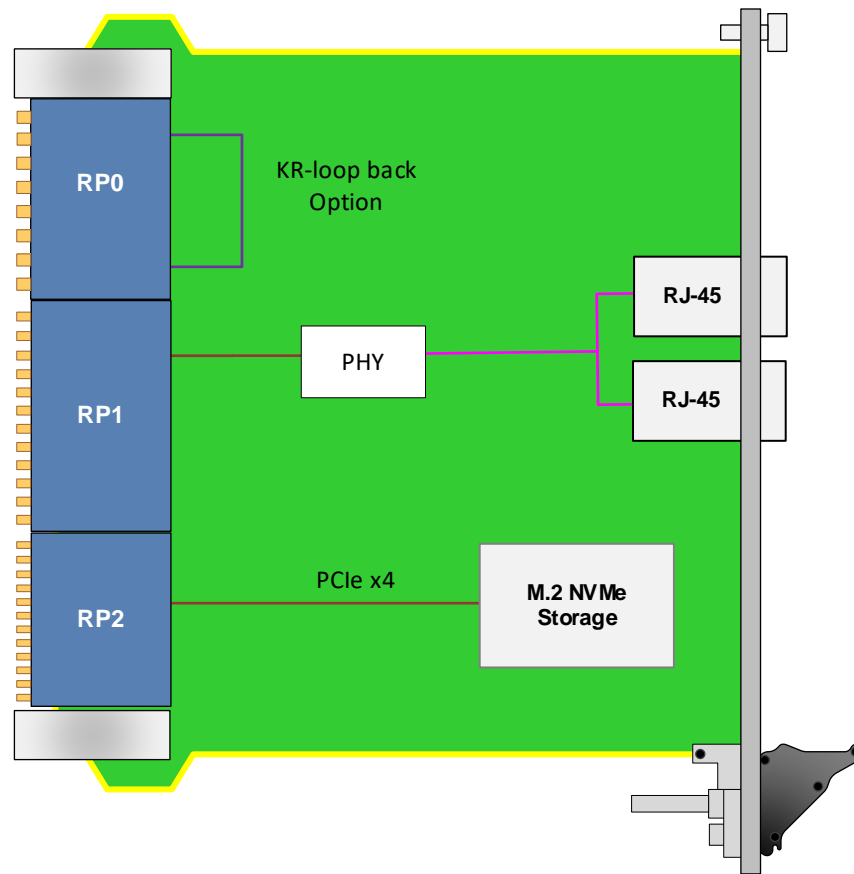 RP0
KR-loop back
Option
RJ-45
PHY
RJ-45
RP1
PCIe x4
M.2 NVMe
Storage
RP2